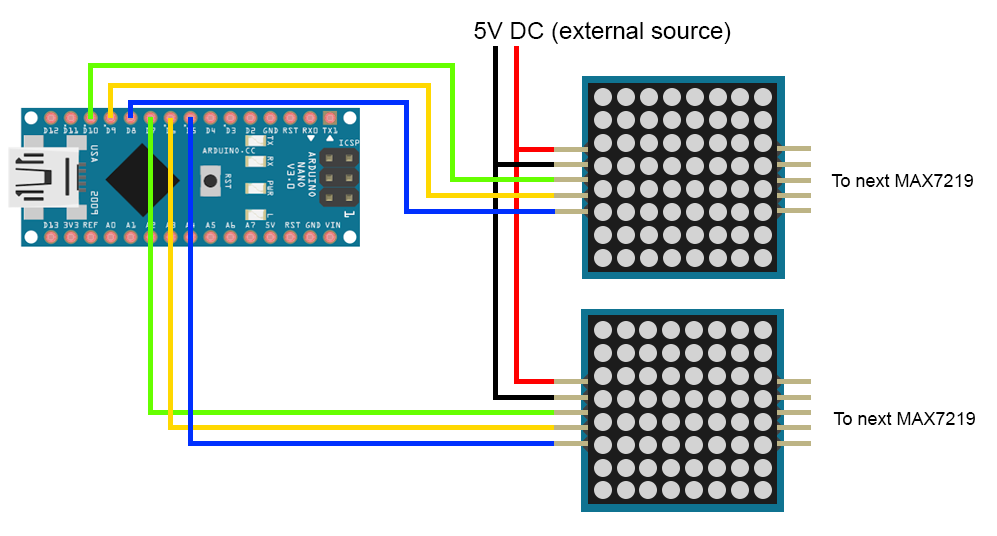 5V DC (external source)
D12 D11 D10 D9 D8 D7 D6 D5 D4 D3 D2 GND RST RX0 TX1
ARDUINO.CC
TX
RX
PWR
L
RST
ICSP
1
ARDUINO
NANO
V3.0
USA
2009
D13 3V3 REF A0 A1 A2 A3 A4 A5 A6 A7 5V RST GND VIN
To next MAX7219
To next MAX7219